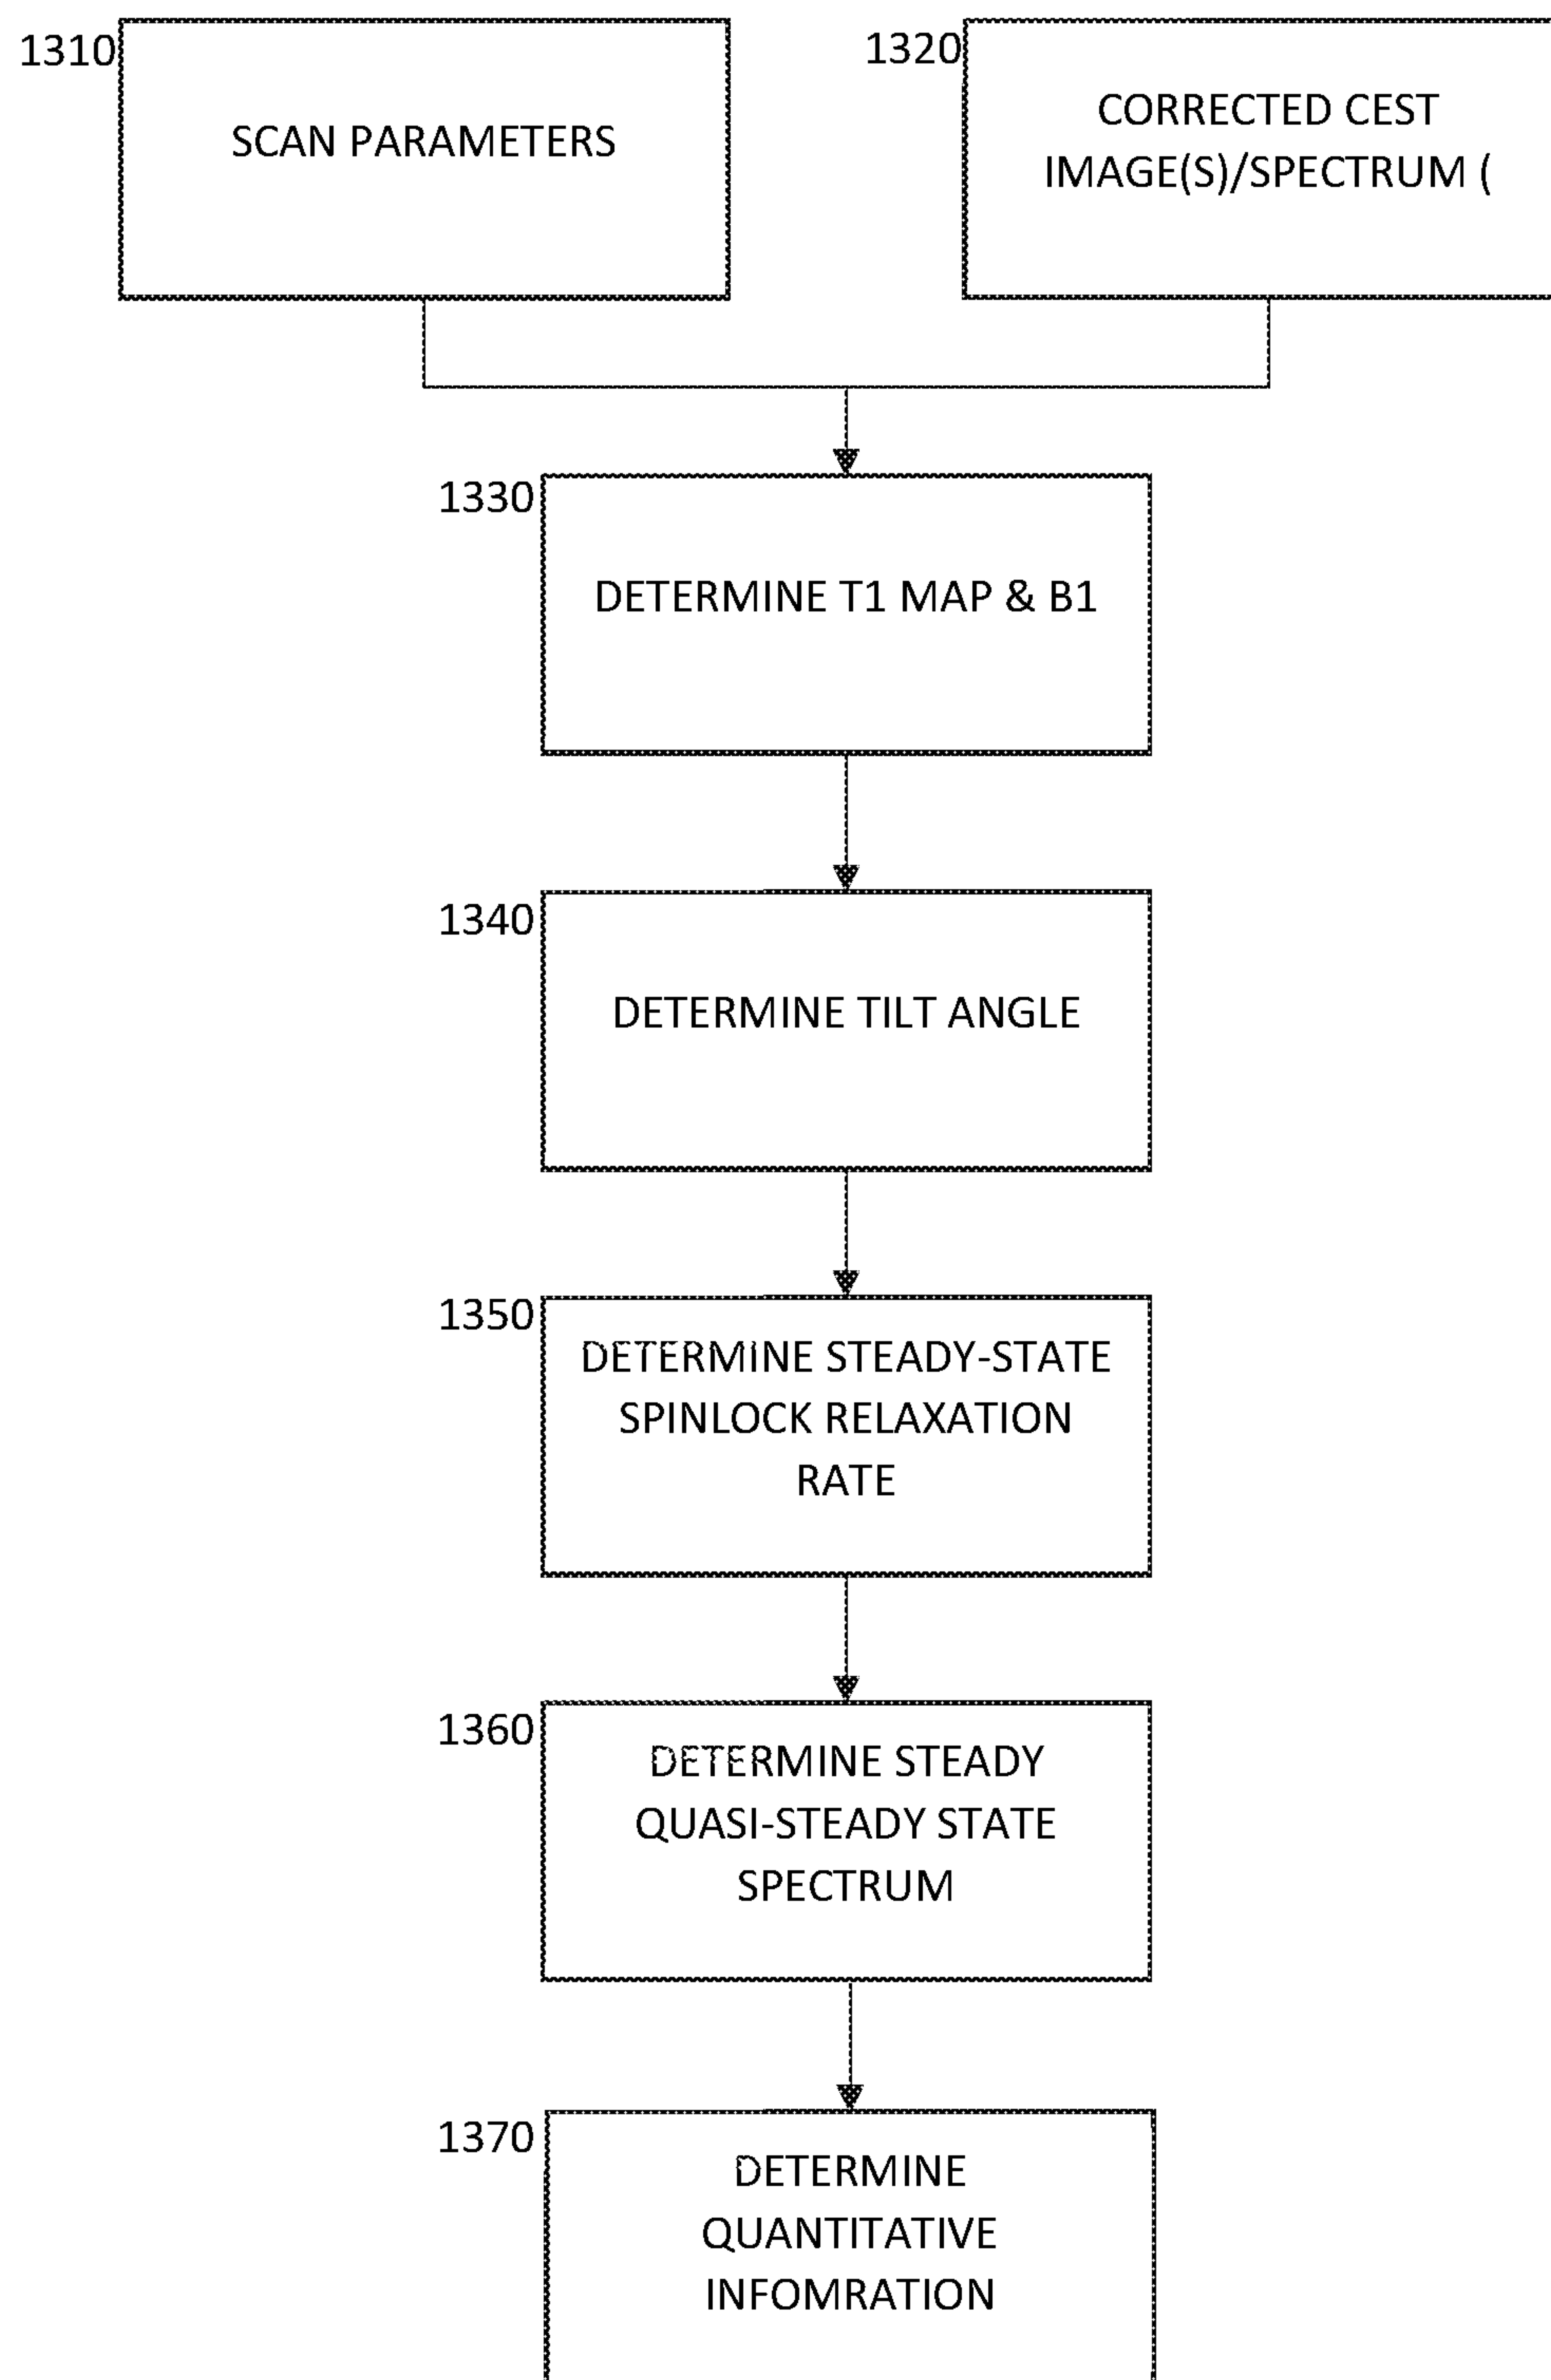 1310
SCAN PARAMETERS
1320
CORRECTED CEST
IMAGE(S)/SPECTRUM (
1330
DETERMINE T1 MAP & B1
1340
DETERMINE TILT ANGLE
1350
DETERMINE STEADY-STATE
SPINLOCK RELAXATION
RATE
1360
DETERMINE STEADY
QUASI-STEADY STATE
SPECTRUM
1370
DETERMINE
QUANTITATIVE
INFOMRATION